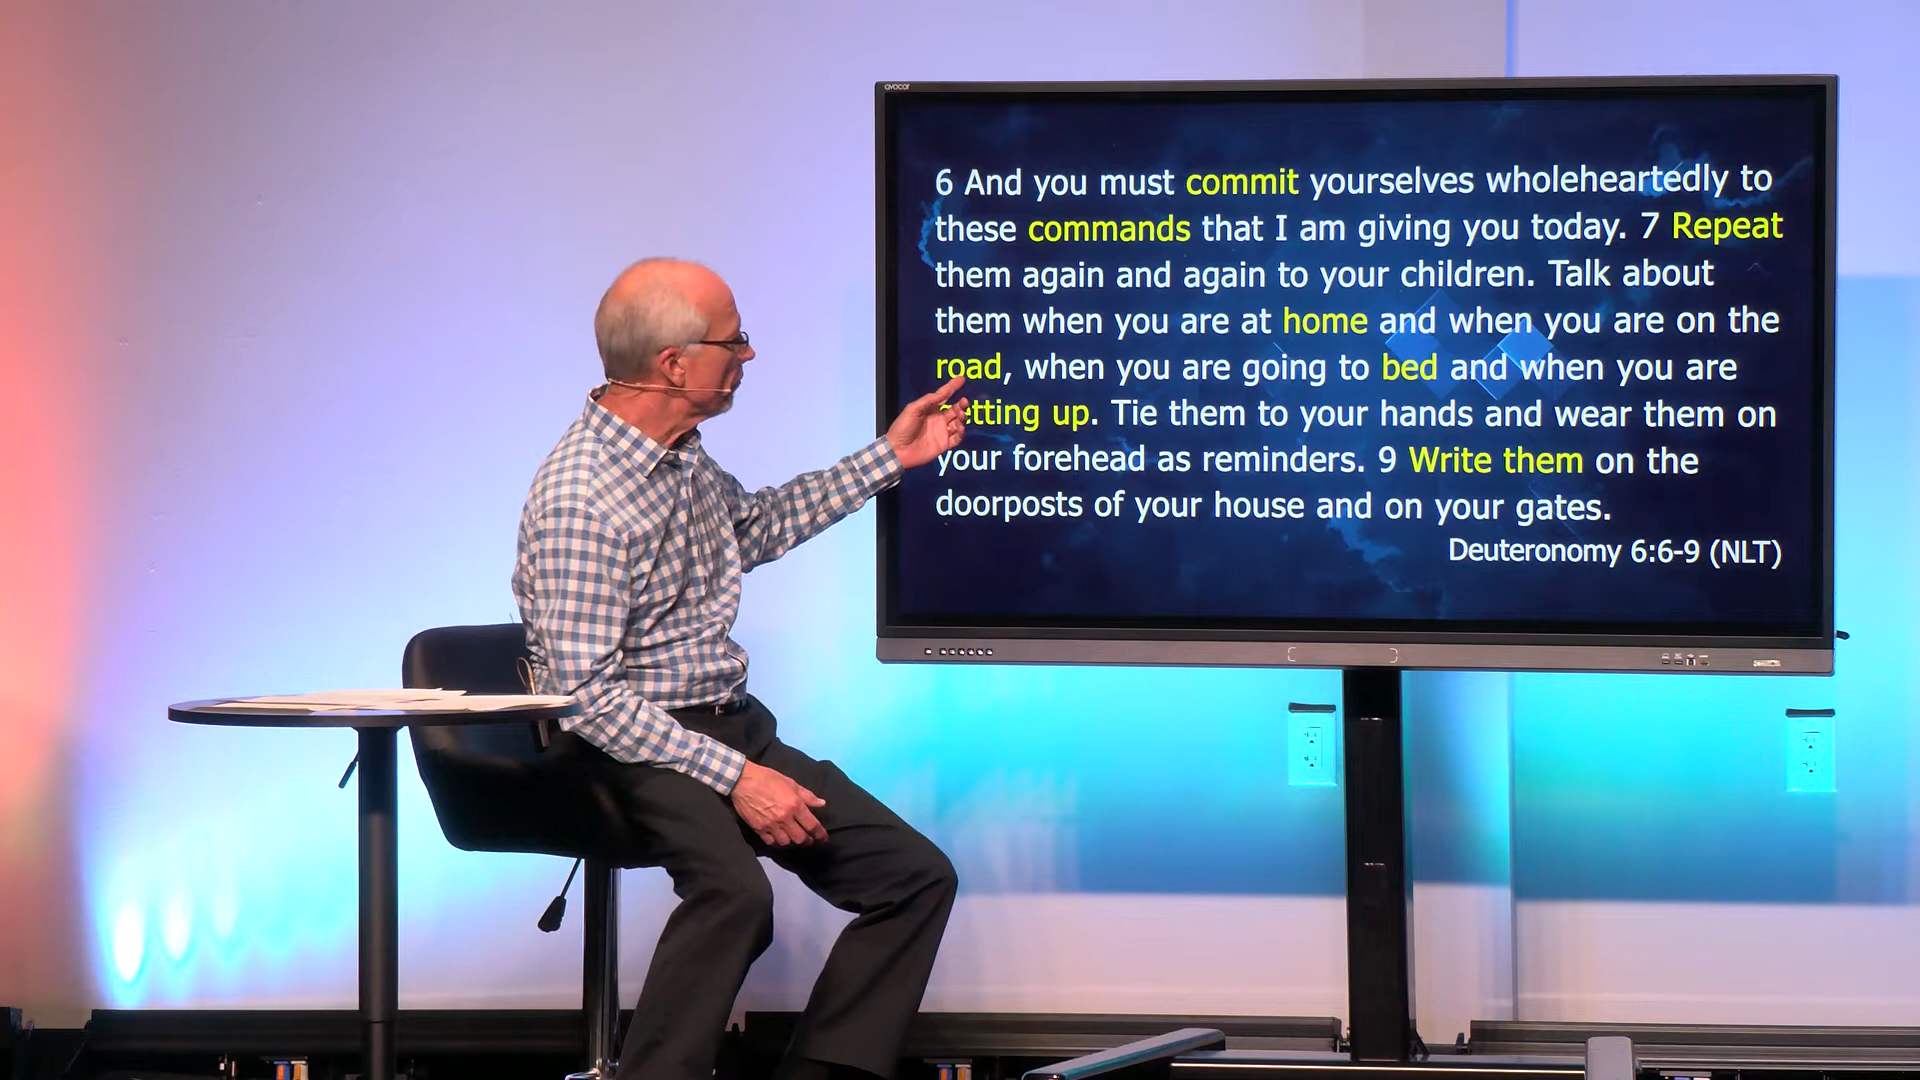 avocor
6 And you must commit yourselves wholeheartedly to
these commands that I am giving you today. 7 Repeat
them again and again to your children. Talk about
them when you are at home and when you are on the
road, when you are going to bed and when you are
getting up. Tie them to your hands and wear them on
your forehead as reminders. 9 Write them on the
doorposts of your house and on your gates.
Deuteronomy 6:6-9 (NLT)